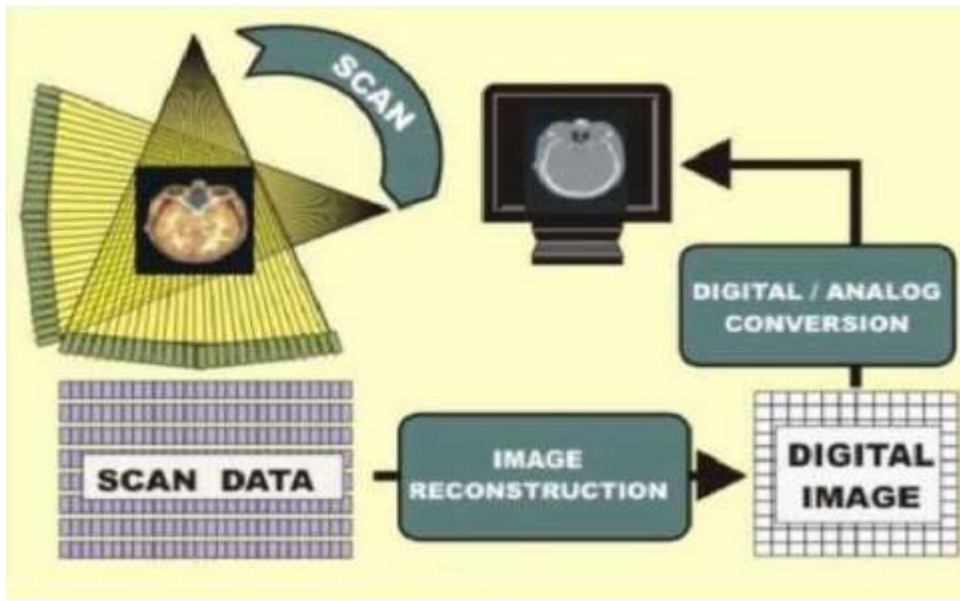 SCAN
DIGITAL / ANALOG
CONVERSION
SCAN DATA
IMAGE
RECONSTRUCTION
DIGITAL
IMAGE